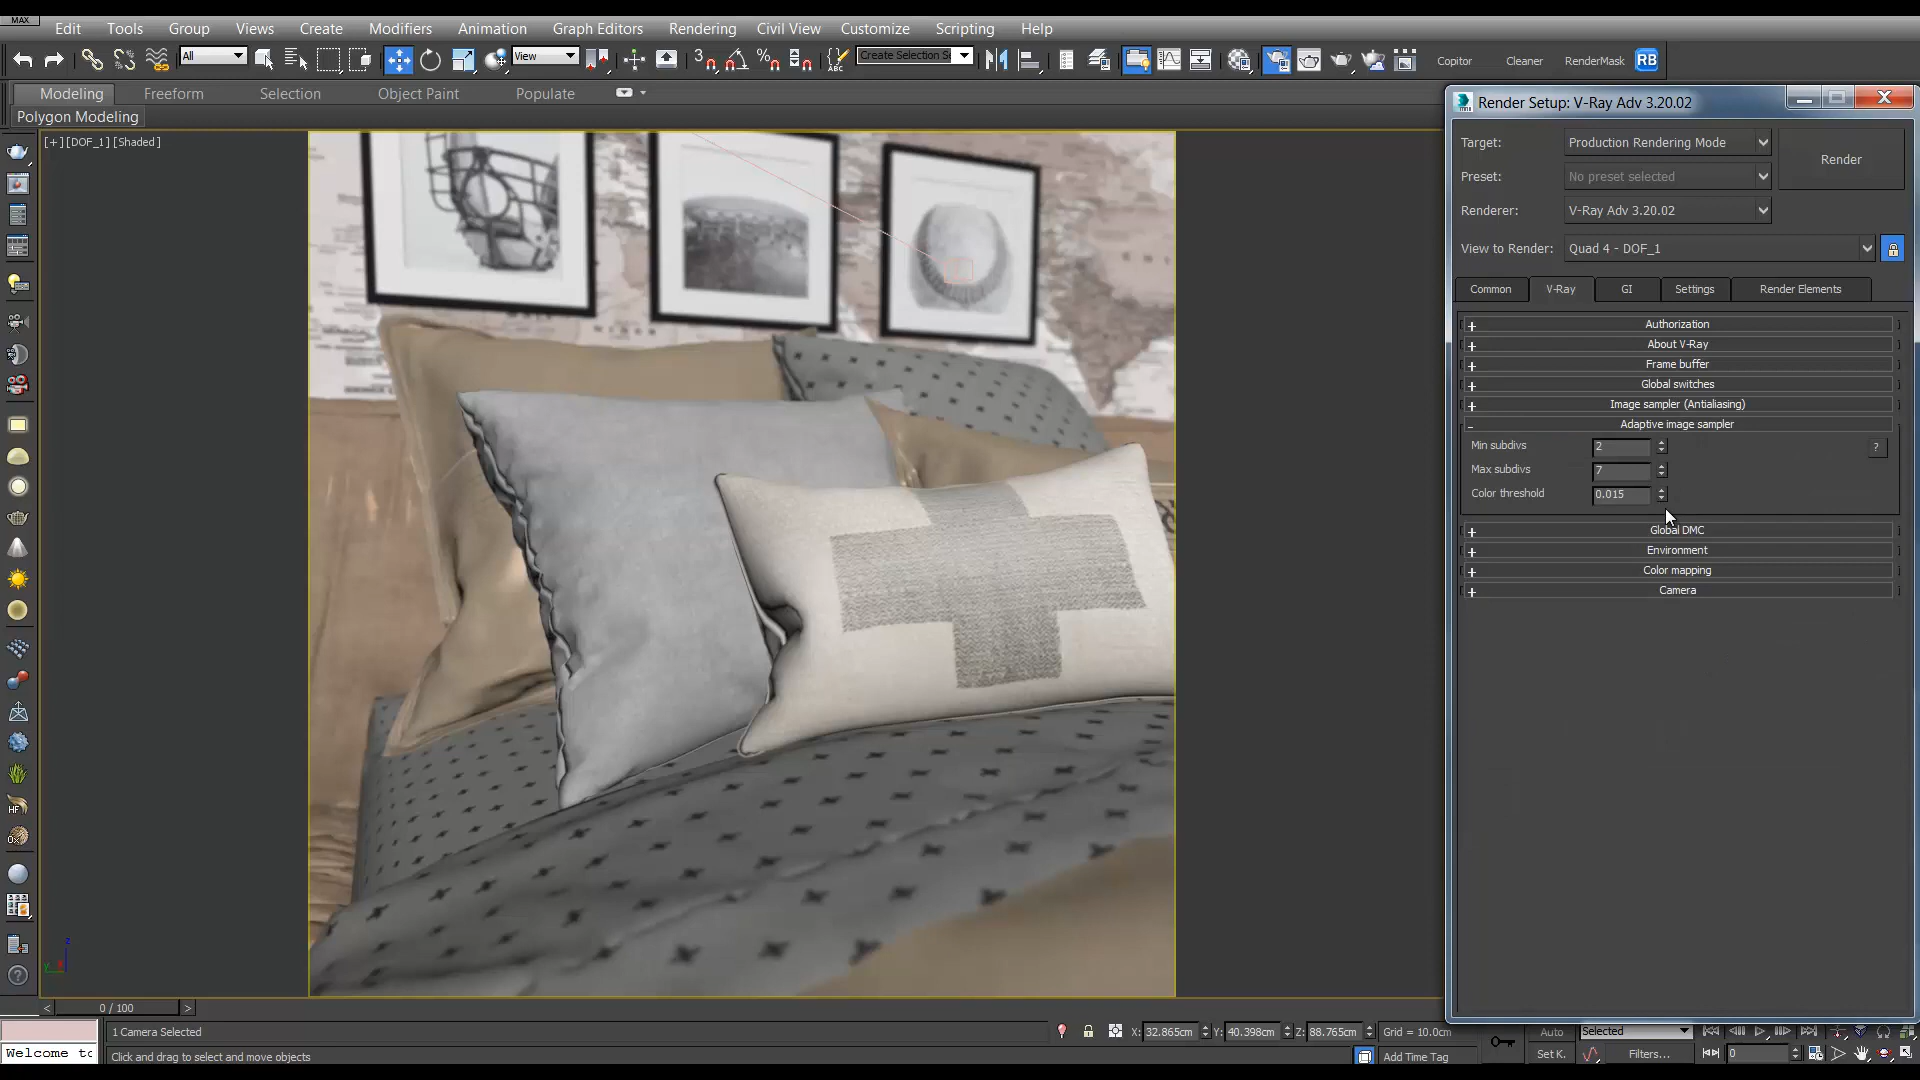 MAX
Edit Tools Group Views Create Modifiers Animation Graph Editors Rendering Civil View Customize Scripting Help
All View 3 ABC Create Selection S Copitor Cleaner RenderMask RB
Modeling Freeform Selection Object Paint Populate
Polygon Modeling
[+][DOF_1][Shaded]
Render Setup: V-Ray Adv 3.20.02
Target: Production Rendering Mode
Render
Preset: No preset selected
Renderer: V-Ray Adv 3.20.02
View to Render: Quad 4 - DOF_1
Common V-Ray GI Settings Render Elements
+ Authorization
+ About V-Ray
+ Frame buffer
+ Global switches
+ Image sampler (Antialiasing)
- Adaptive image sampler
Min subdivs 2 ?
Max subdivs 7
Color threshold 0.015
+ Global DMC
+ Environment
+ Color mapping
+ Camera
HF
z
Y
< 0 / 100 >
1 Camera Selected X: 32.865cm Y: 40.398cm Z: 88.765cm Grid = 10.0cm Auto Selected
Welcome to Click and drag to select and move objects Add Time Tag Set K. Filters... 0